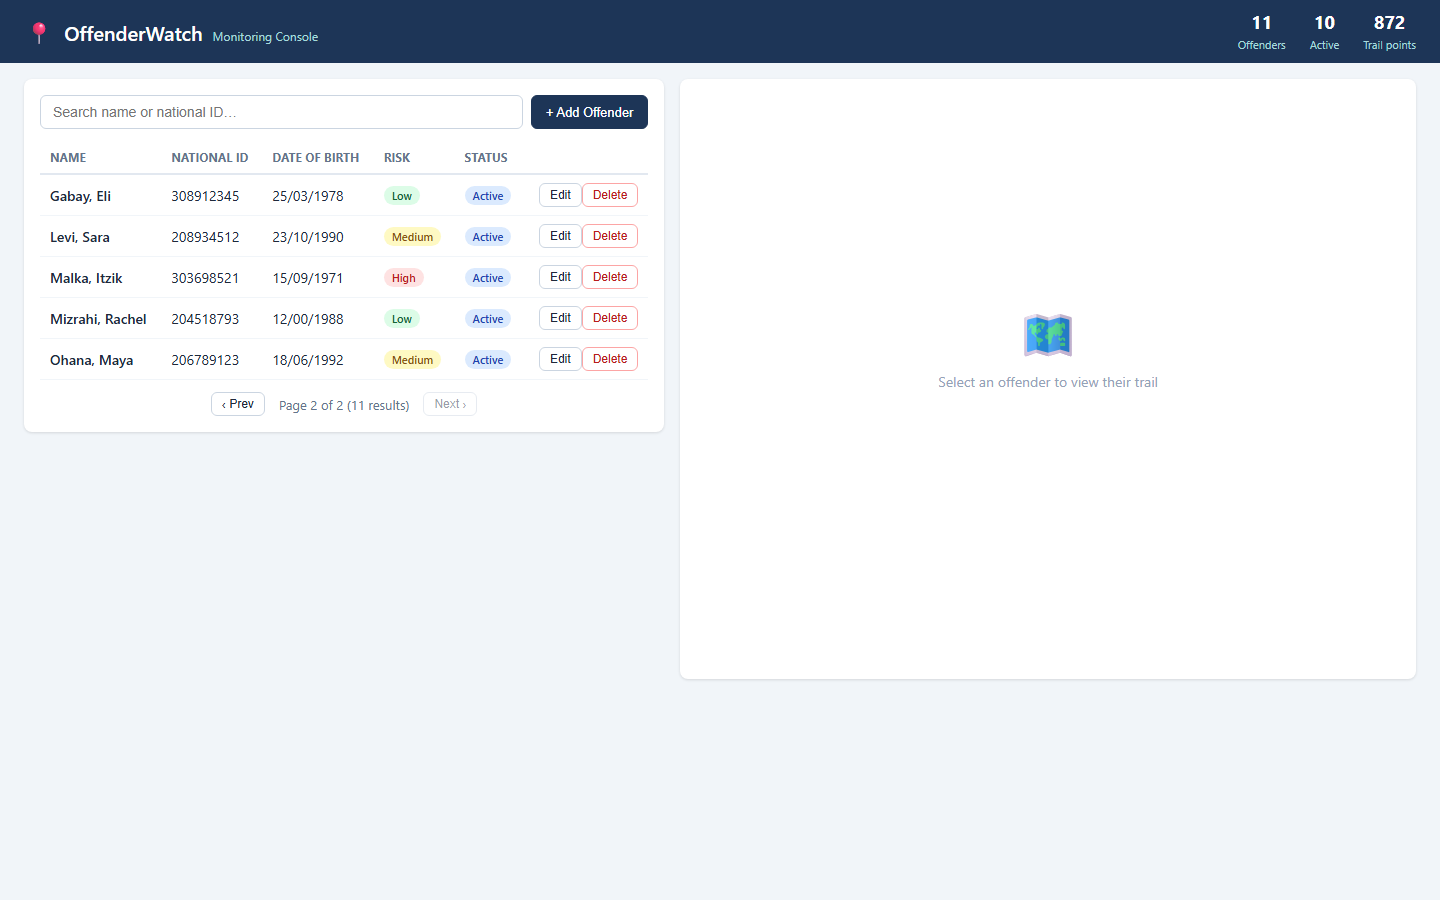 OffenderWatch Monitoring Console
11 10 872
Offenders Active Trail points
Search name or national ID...
+ Add Offender
NAME NATIONAL ID DATE OF BIRTH RISK STATUS
Gabay, Eli 308912345 25/03/1978 Low Active Edit Delete
Levi, Sara 208934512 23/10/1990 Medium Active Edit Delete
Malka, Itzik 303698521 15/09/1971 High Active Edit Delete
Mizrahi, Rachel 204518793 12/00/1988 Low Active Edit Delete
Ohana, Maya 206789123 18/06/1992 Medium Active Edit Delete
‹ Prev Page 2 of 2 (11 results) Next ›
Select an offender to view their trail